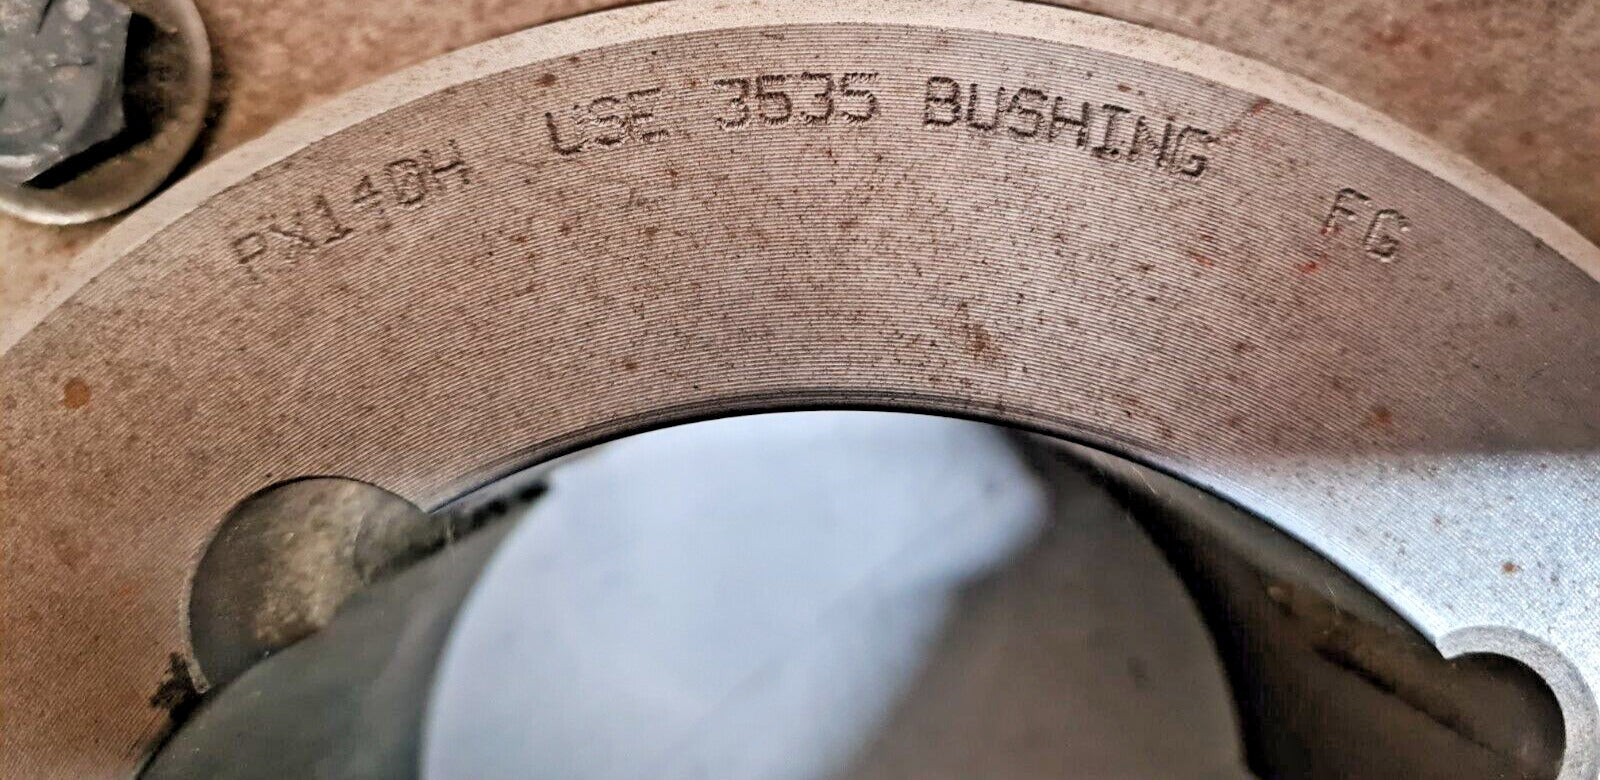 PX140H USE 3535 BUSHING FG